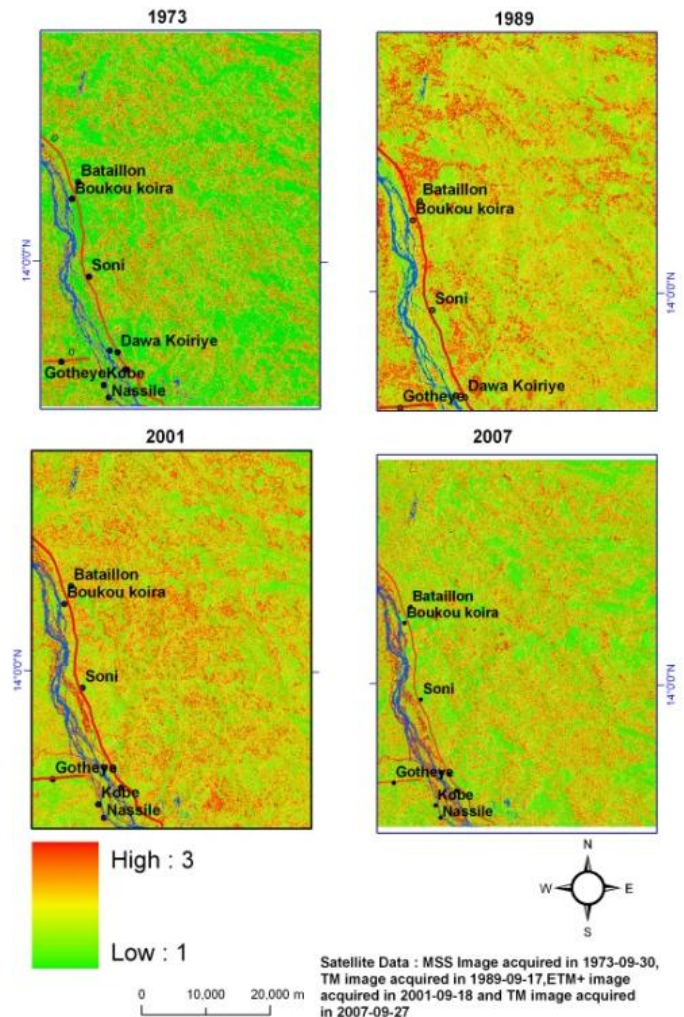 1973
1989
Bataillon
Boukou koira
Soni
Dawa Koiriye
GotheyeKobe
Nassile
14°0'0"N
Bataillon
Boukou koira
Soni
Dawa Koiriye
Gotheye
14°0'0"N
2001
2007
Bataillon
Boukou koira
Soni
Gotheye
Kobe
Nassile
14°0'0"N
Bataillon
Boukou koira
Soni
Gotheye
Kobe
Nassile
14°0'0"N
High : 3
Low : 1
N
W E
S
0 10,000 20,000 m
Satellite Data : MSS Image acquired in 1973-09-30,
TM image acquired in 1989-09-17,ETM+ image
acquired in 2001-09-18 and TM image acquired
in 2007-09-27